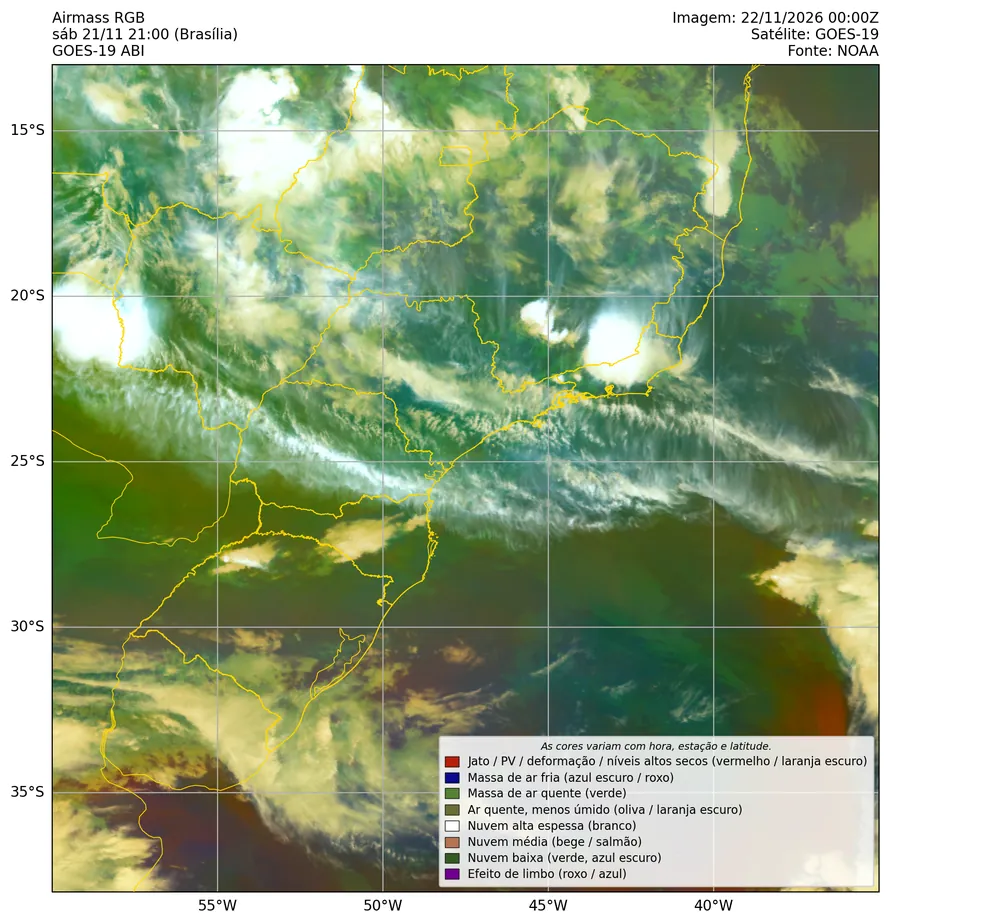 Airmass RGB
sáb 21/11 21:00 (Brasília)
GOES-19 ABI
Imagem: 22/11/2026 00:00Z
Satélite: GOES-19
Fonte: NOAA
15°S
20°S
25°S
30°S
35°S
55°W
50°W
45°W
40°W
As cores variam com hora, estação e latitude.
Jato / PV / deformação / níveis altos secos (vermelho / laranja escuro)
Massa de ar fria (azul escuro / roxo)
Massa de ar quente (verde)
Ar quente, menos úmido (oliva / laranja escuro)
Nuvem alta espessa (branco)
Nuvem média (bege / salmão)
Nuvem baixa (verde, azul escuro)
Efeito de limbo (roxo / azul)